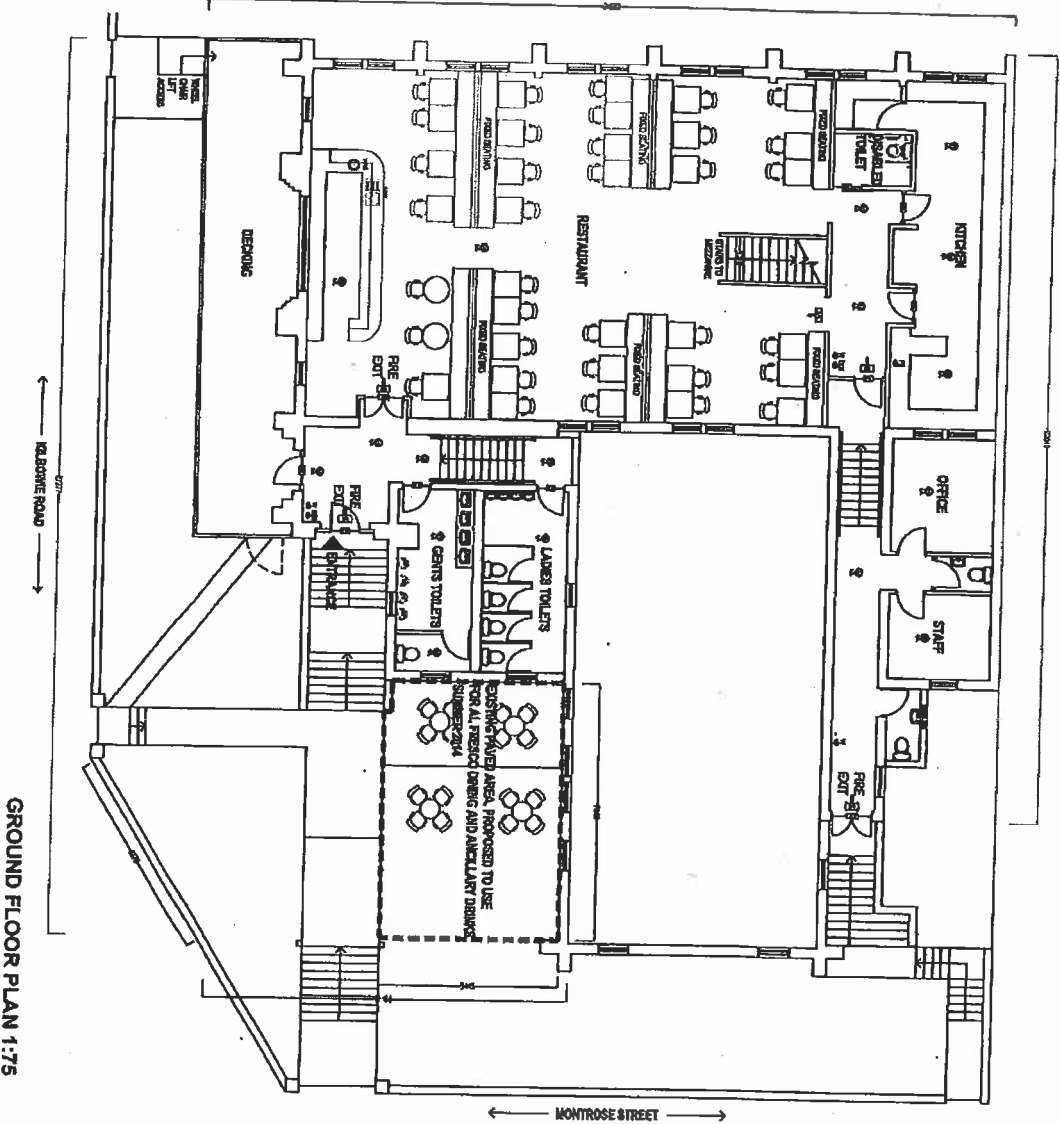 WHEEL
CHAIR
LIFT
ACCESS
DECKING
FIXED SEATING
FIXED SEATING
FIXED SEATING
DISABLED
TOILET
KITCHEN
RESTAURANT
STAIRS TO
MEZZANINE
FIXED SEATING
FIXED SEATING
FIXED SEATING
FIRE
EXIT
OFFICE
FIRE
EXIT
ENTRANCE
GENTS TOILETS
LADIES TOILETS
STAFF
EXISTING PAVED AREA, PROPOSED TO USE
FOR AL FRESCO DINING AND ANCILLARY DRINKS
SUMMER 2014
FIRE
EXIT
KILBOWIE ROAD
MONTROSE STREET
GROUND FLOOR PLAN 1:75